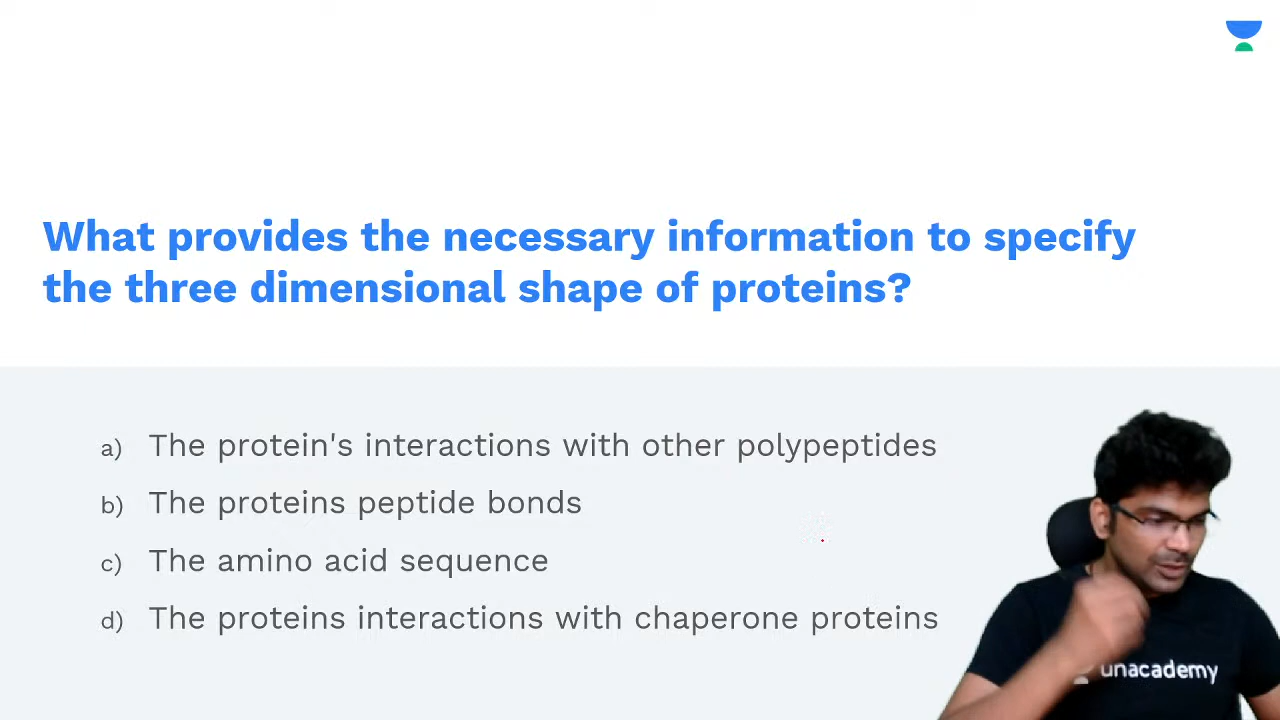 What provides the necessary information to specify
the three dimensional shape of proteins?
a) The protein's interactions with other polypeptides
b) The proteins peptide bonds
c) The amino acid sequence
d) The proteins interactions with chaperone proteins
unacademy